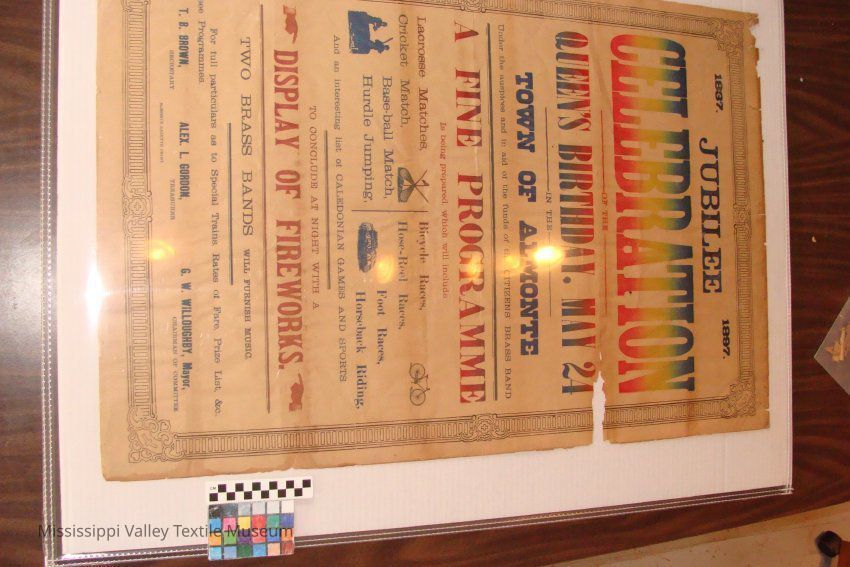 1837. JUBILEE 1897.
CELEBRATION
OF THE
QUEEN'S BIRTHDAY, MAY 24
IN THE
TOWN OF ALMONTE
Under the auspices and in aid of the funds of the CITIZENS BRASS BAND
A FINE PROGRAMME
Is being prepared, which will include
Lacrosse Matches,
Cricket Match,
Base-ball Match,
Hurdle Jumping,
Bicycle Races,
Hose-Reel Races,
Foot Races,
Horseback Riding,
And an interesting list of CALEDONIAN GAMES AND SPORTS
TO CONCLUDE AT NIGHT WITH A
DISPLAY OF FIREWORKS.
TWO BRASS BANDS WILL FURNISH MUSIC.
For full particulars as to Special Trains, Rates of Fare, Prize List, &c.
see Programmes.
T. B. BROWN, ALEX. I. GORDON, G. W. WILLOUGHBY, Mayor,
SECRETARY TREASURER CHAIRMAN OF COMMITTEE
ALMONTE GAZETTE PRINT
Mississippi Valley Textile Museum